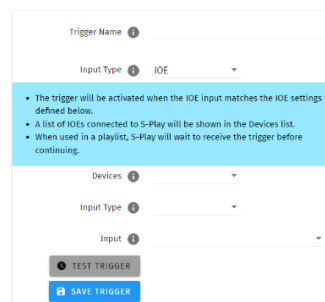 Trigger Name
Input Type IOE
• The trigger will be activated when the IOE input matches the IOE settings
defined below.
• A list of IOEs connected to S-Play will be shown in the Devices list.
• When used in a playlist, S-Play will wait to receive the trigger before
continuing.
Devices
Input Type
Input
TEST TRIGGER
SAVE TRIGGER